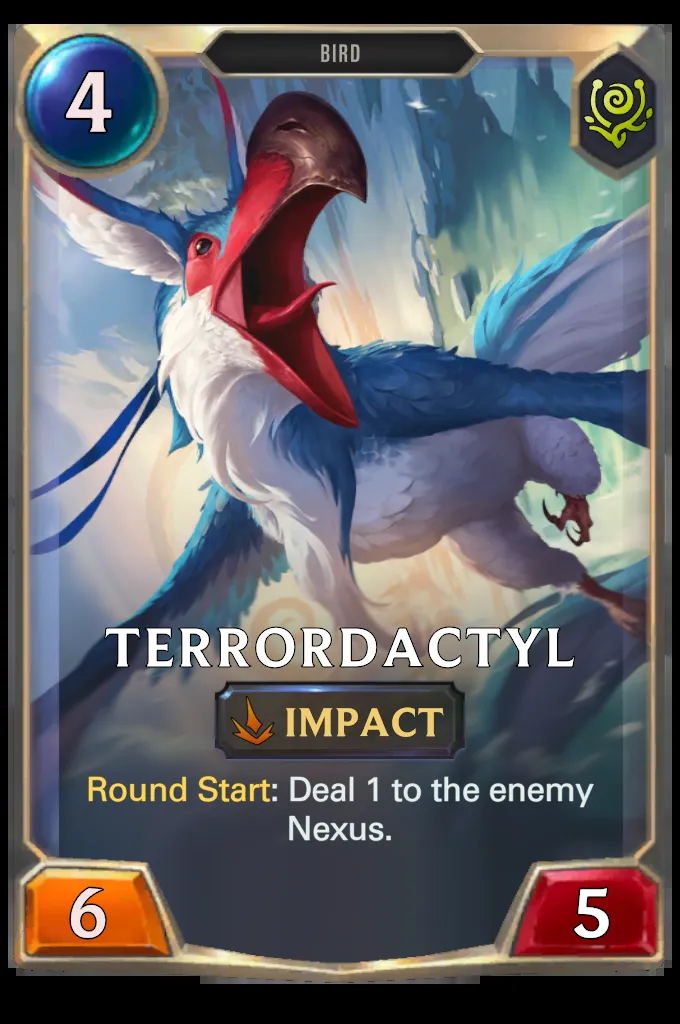 BIRD
4
TERRORDACTYL
IMPACT
Round Start: Deal 1 to the enemy
Nexus.
6 5